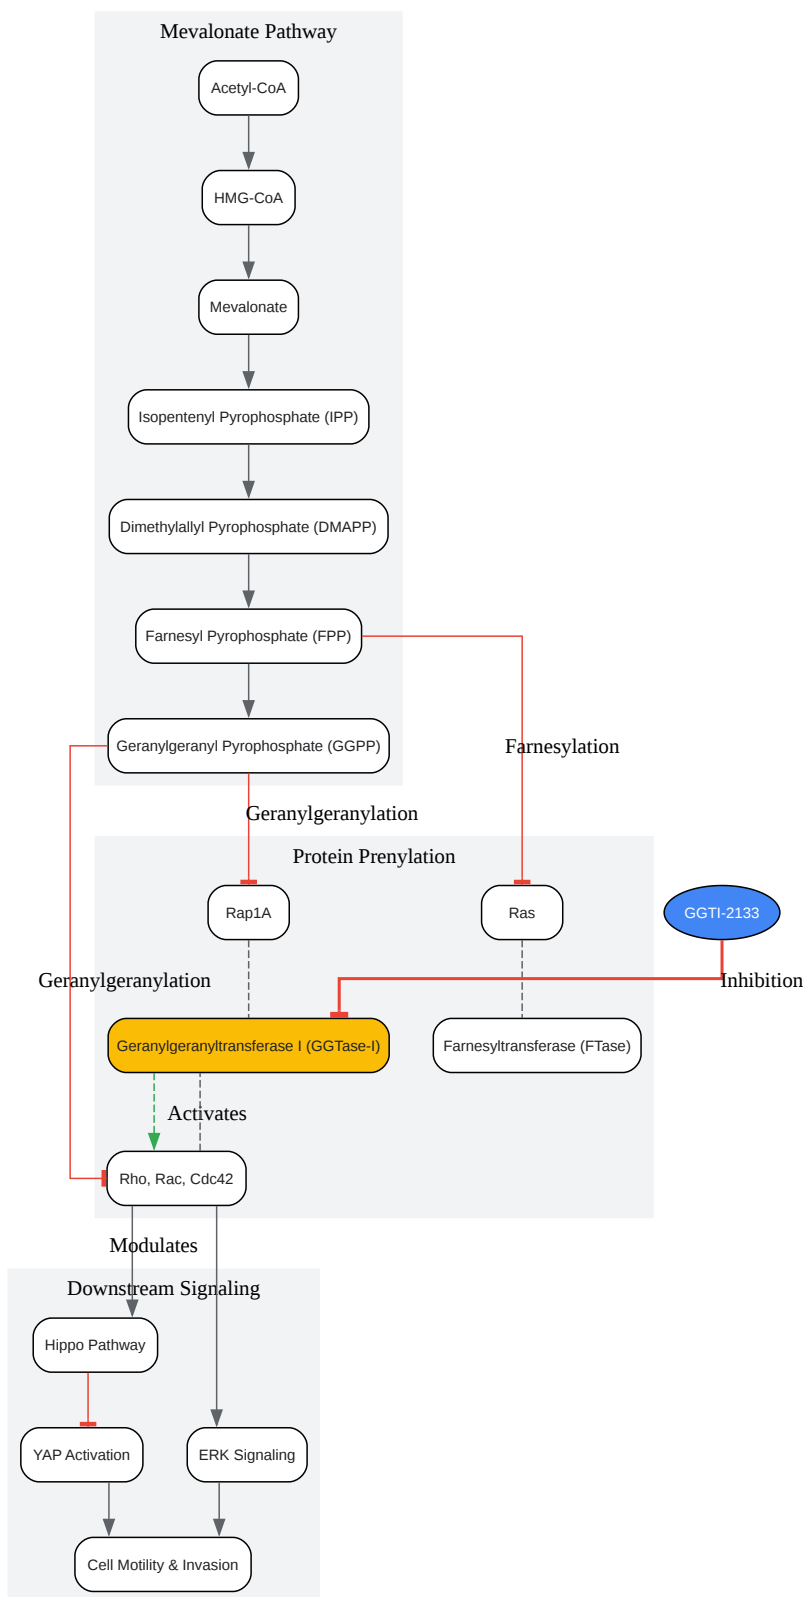 Mevalonate Pathway
Acetyl-CoA
HMG-CoA
Mevalonate
Isopentenyl Pyrophosphate (IPP)
Dimethylallyl Pyrophosphate (DMAPP)
Farnesyl Pyrophosphate (FPP)
Geranylgeranyl Pyrophosphate (GGPP)
Farnesylation
Geranylgeranylation
Protein Prenylation
Rap1A
Ras
GGTI-2133
Geranylgeranylation
Inhibition
Geranylgeranyltransferase I (GGTase-I)
Farnesyltransferase (FTase)
Activates
Rho, Rac, Cdc42
Modulates
Downstream Signaling
Hippo Pathway
YAP Activation
ERK Signaling
Cell Motility & Invasion